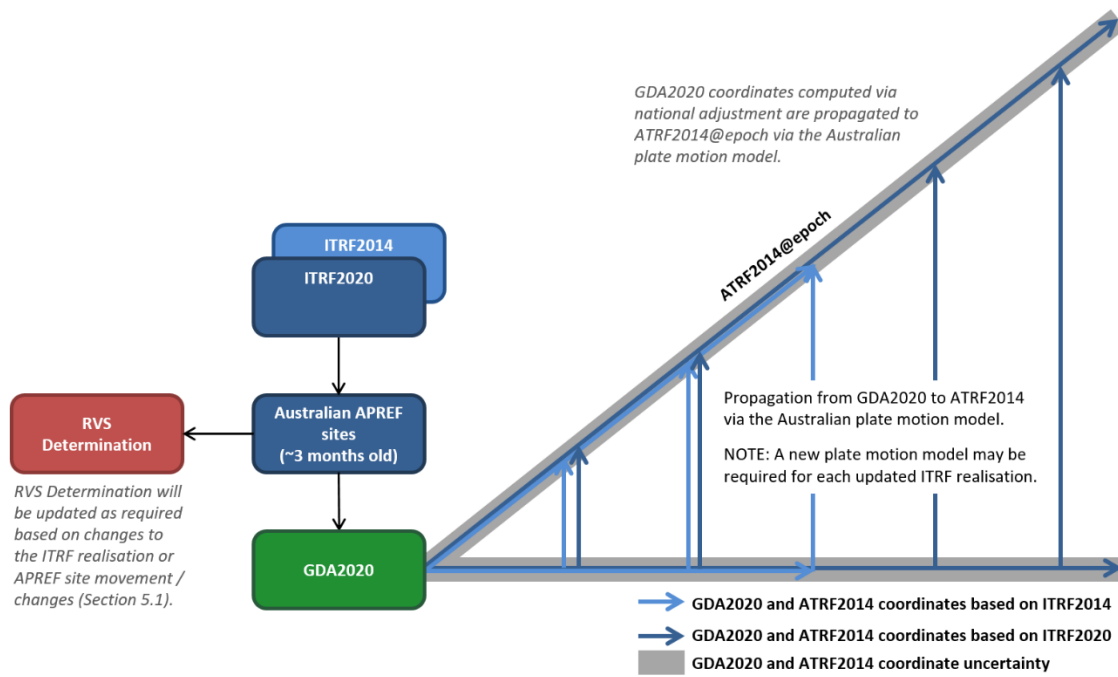 GDA2020 coordinates computed via
national adjustment are propagated to
ATRF2014@epoch via the Australian
plate motion model.
ITRF2014
ITRF2020
ATRF2014@epoch
Australian APREF
sites
(~3 months old)
RVS
Determination
RVS Determination will
be updated as required
based on changes to
the ITRF realisation or
APREF site movement /
changes (Section 5.1).
GDA2020
Propagation from GDA2020 to ATRF2014
via the Australian plate motion model.
NOTE: A new plate motion model may be
required for each updated ITRF realisation.
GDA2020 and ATRF2014 coordinates based on ITRF2014
GDA2020 and ATRF2014 coordinates based on ITRF2020
GDA2020 and ATRF2014 coordinate uncertainty